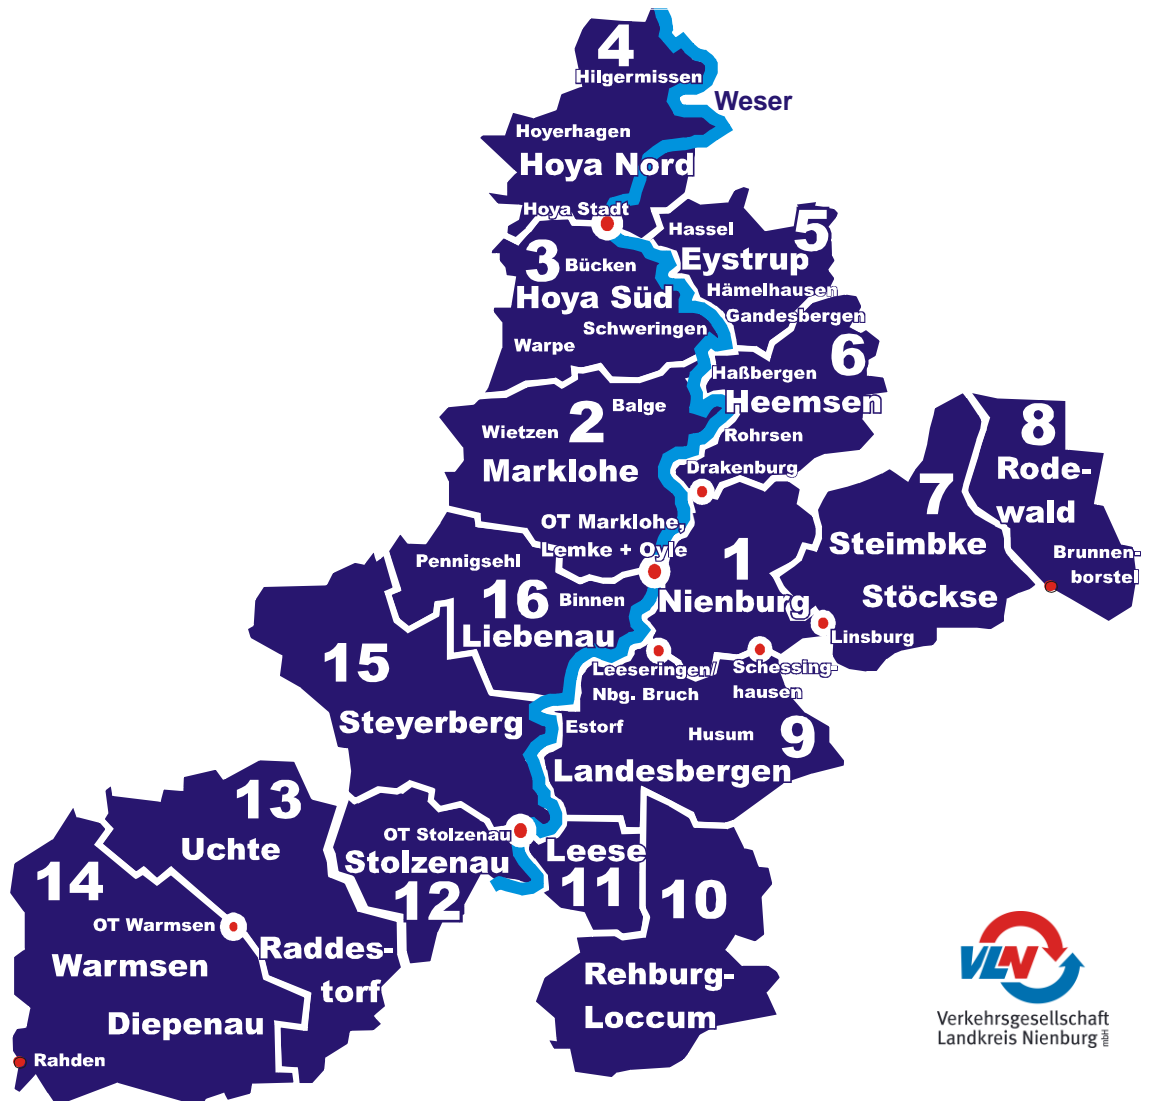 4
Hilgermissen
Weser
Hoyerhagen
Hoya Nord
Hoya Stadt
5
Hassel
Eystrup
3
Bücken
Hämelhausen
Hoya Süd
Gandesbergen
Schweringen
Warpe
6
Haßbergen
Heemsen
Rohrsen
Drakenburg
2
Balge
Wietzen
Marklohe
OT Marklohe,
Lemke + Oyle
8
Rode-
wald
Brunnen-
borstel
7
Steimbke
Stöckse
Linsburg
1
Nienburg
Pennigsehl
16
Binnen
Liebenau
Leeseringen/
Nbg. Bruch
Schessing-
hausen
15
Steyerberg
Estorf
Husum
9
Landesbergen
13
Uchte
OT Stolzenau
Stolzenau
12
Leese
11
10
14
OT Warmsen
Warmsen
Raddes-
torf
Diepenau
Rahden
Rehburg-
Loccum
VLN
Verkehrsgesellschaft
Landkreis Nienburg mbH